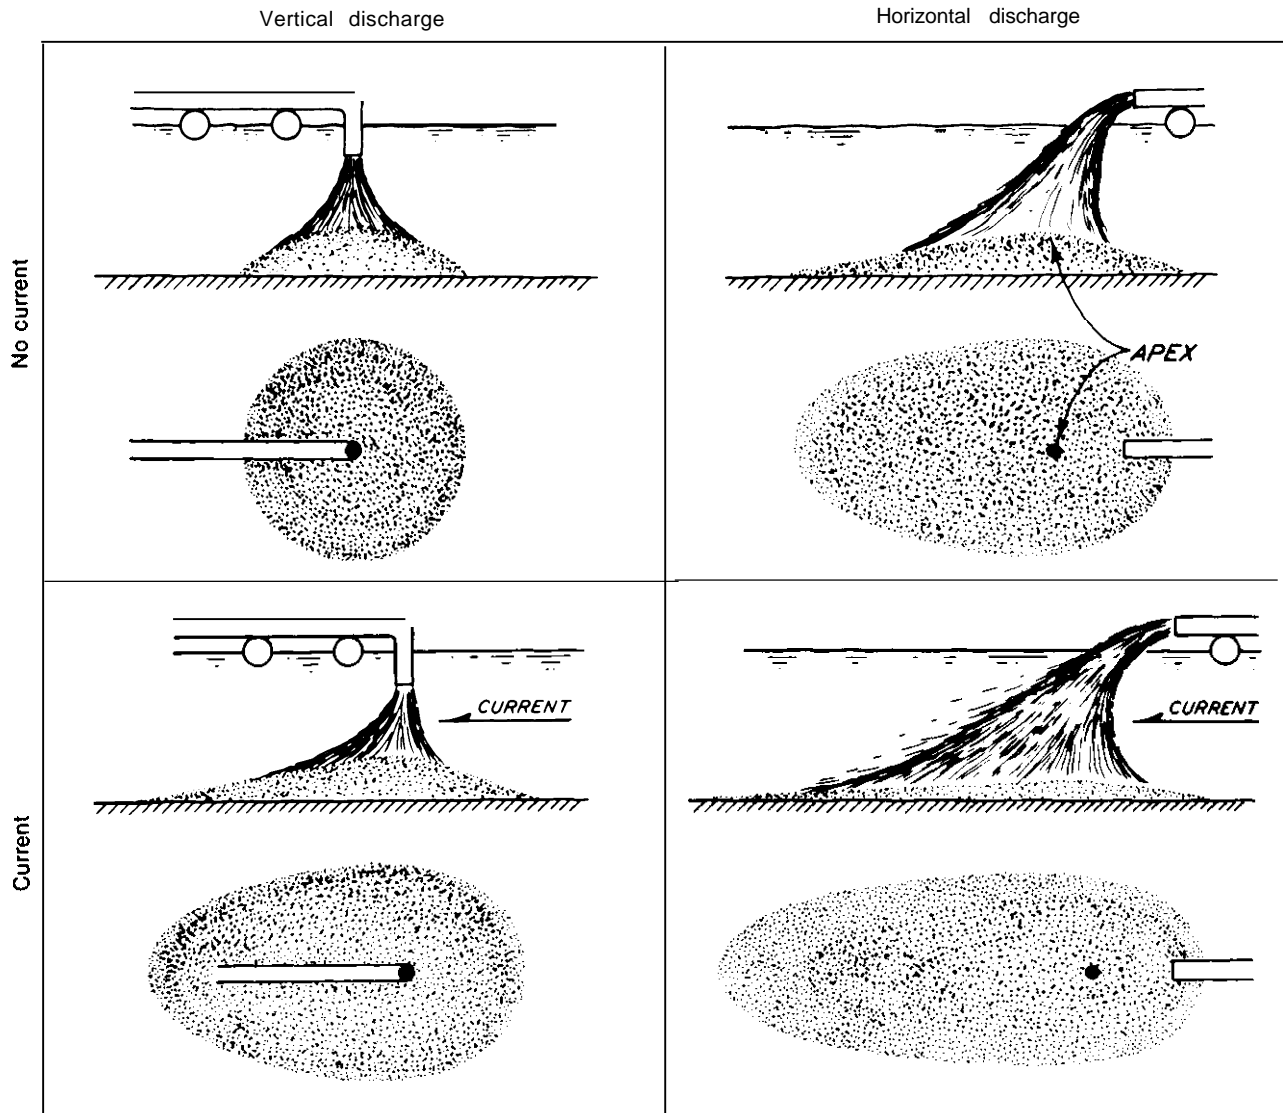 Vertical discharge
Horizontal discharge
No current
APEX
Current
CURRENT
CURRENT